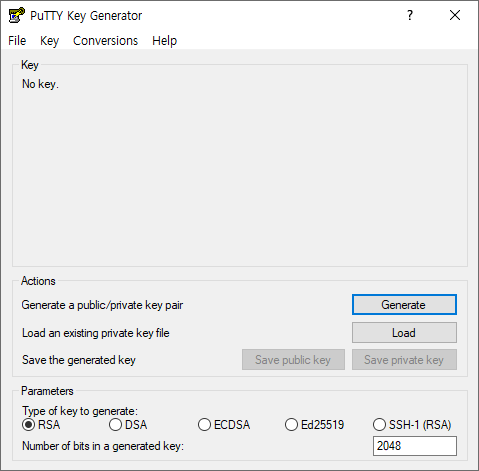 PuTTY Key Generator ?
File Key Conversions Help
Key
No key.
Actions
Generate a public/private key pair Generate
Load an existing private key file Load
Save the generated key Save public key Save private key
Parameters
Type of key to generate:
RSA DSA ECDSA Ed25519 SSH-1 (RSA)
Number of bits in a generated key: 2048